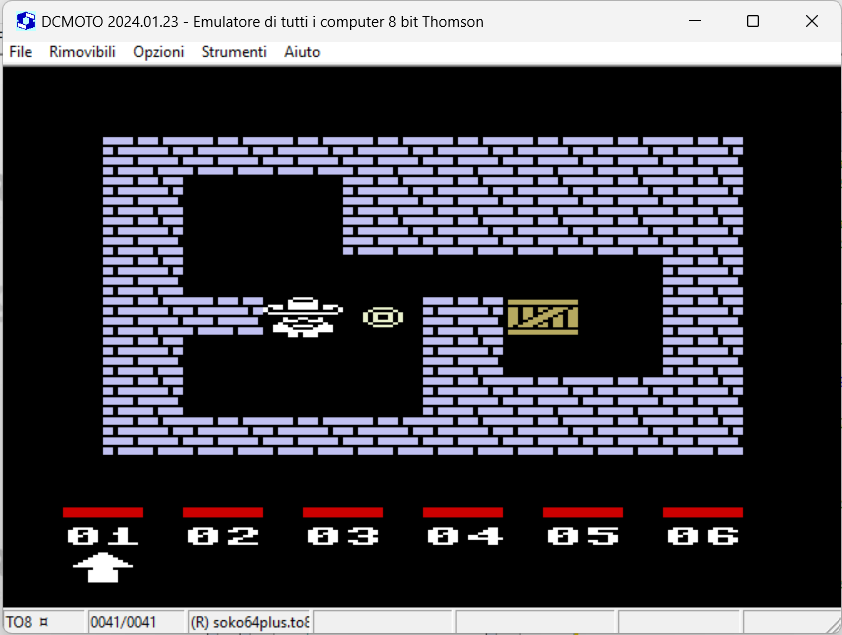 DCMOTO 2024.01.23 - Emulatore di tutti i computer 8 bit Thomson
File Rimovibili Opzioni Strumenti Aiuto
01 02 03 04 05 06
TO8 ¤ 0041/0041 (R) soko64plus.to8